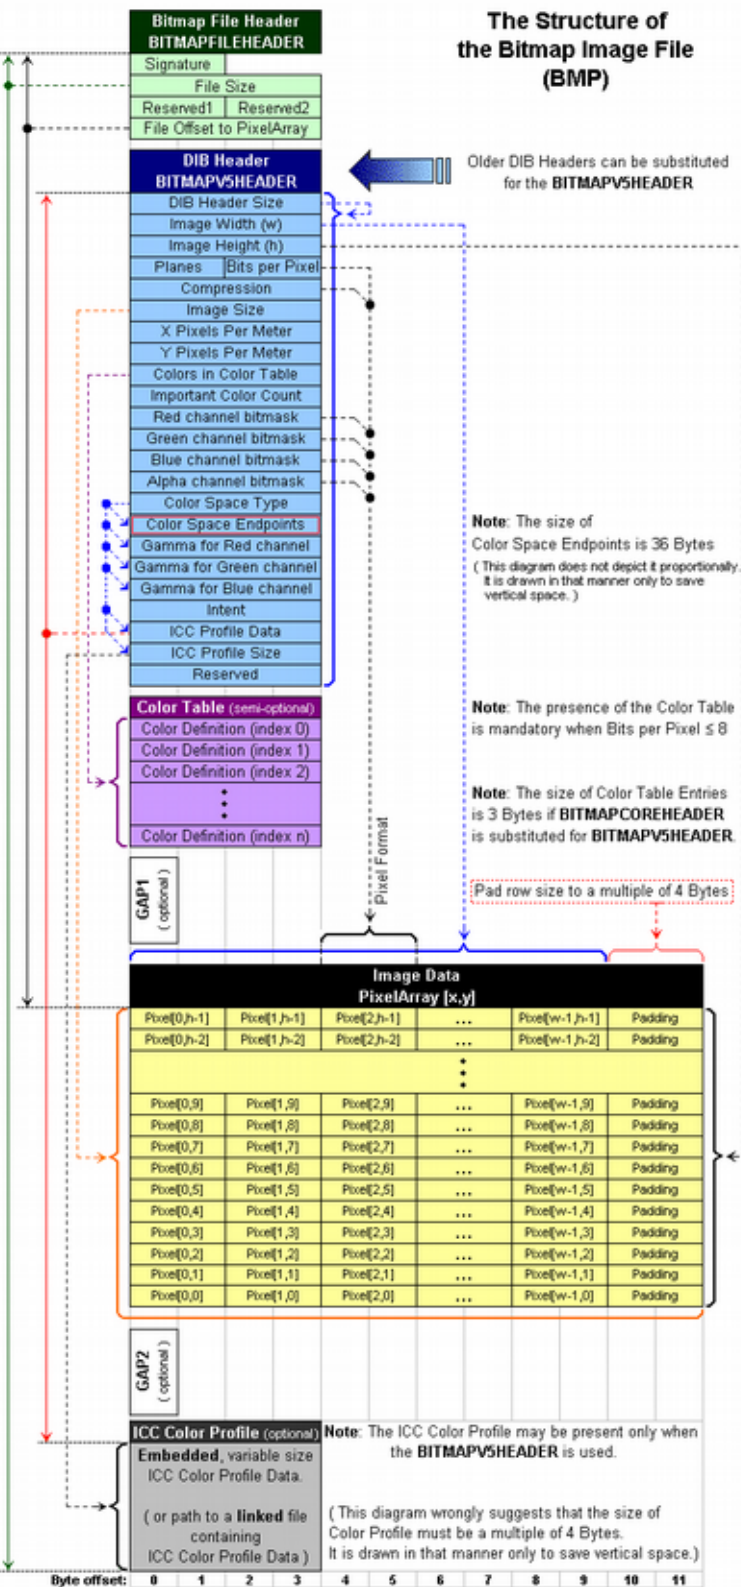 The Structure of
the Bitmap Image File
(BMP)
Bitmap File Header
BITMAPFILEHEADER
Signature
File Size
Reserved1 Reserved2
File Offset to PixelArray
DIB Header
BITMAPV5HEADER
Older DIB Headers can be substituted
for the BITMAPV5HEADER
DIB Header Size
Image Width (w)
Image Height (h)
Planes Bits per Pixel
Compression
Image Size
X Pixels Per Meter
Y Pixels Per Meter
Colors in Color Table
Important Color Count
Red channel bitmask
Green channel bitmask
Blue channel bitmask
Alpha channel bitmask
Color Space Type
Color Space Endpoints
Gamma for Red channel
Gamma for Green channel
Gamma for Blue channel
Intent
ICC Profile Data
ICC Profile Size
Reserved
Note: The size of
Color Space Endpoints is 36 Bytes
( This diagram does not depict it proportionally.
It is drawn in that manner only to save
vertical space. )
Color Table (semi-optional)
Color Definition (index 0)
Color Definition (index 1)
Color Definition (index 2)
Color Definition (index n)
Note: The presence of the Color Table
is mandatory when Bits per Pixel ≤ 8
Note: The size of Color Table Entries
is 3 Bytes if BITMAPCOREHEADER
is substituted for BITMAPV5HEADER.
GAP1
( optional )
Pixel Format
Pad row size to a multiple of 4 Bytes
Image Data
PixelArray [x,y]
Pixel[0,h-1] Pixel[1,h-1] Pixel[2,h-1] ... Pixel[w-1,h-1] Padding
Pixel[0,h-2] Pixel[1,h-2] Pixel[2,h-2] ... Pixel[w-1,h-2] Padding
Pixel[0,9] Pixel[1,9] Pixel[2,9] ... Pixel[w-1,9] Padding
Pixel[0,8] Pixel[1,8] Pixel[2,8] ... Pixel[w-1,8] Padding
Pixel[0,7] Pixel[1,7] Pixel[2,7] ... Pixel[w-1,7] Padding
Pixel[0,6] Pixel[1,6] Pixel[2,6] ... Pixel[w-1,6] Padding
Pixel[0,5] Pixel[1,5] Pixel[2,5] ... Pixel[w-1,5] Padding
Pixel[0,4] Pixel[1,4] Pixel[2,4] ... Pixel[w-1,4] Padding
Pixel[0,3] Pixel[1,3] Pixel[2,3] ... Pixel[w-1,3] Padding
Pixel[0,2] Pixel[1,2] Pixel[2,2] ... Pixel[w-1,2] Padding
Pixel[0,1] Pixel[1,1] Pixel[2,1] ... Pixel[w-1,1] Padding
Pixel[0,0] Pixel[1,0] Pixel[2,0] ... Pixel[w-1,0] Padding
GAP2
( optional )
ICC Color Profile (optional)
Embedded, variable size
ICC Color Profile Data.
( or path to a linked file
containing
ICC Color Profile Data )
Note: The ICC Color Profile may be present only when
the BITMAPV5HEADER is used.
( This diagram wrongly suggests that the size of
Color Profile must be a multiple of 4 Bytes.
It is drawn in that manner only to save vertical space.)
Byte offset: 0 1 2 3 4 5 6 7 8 9 10 11